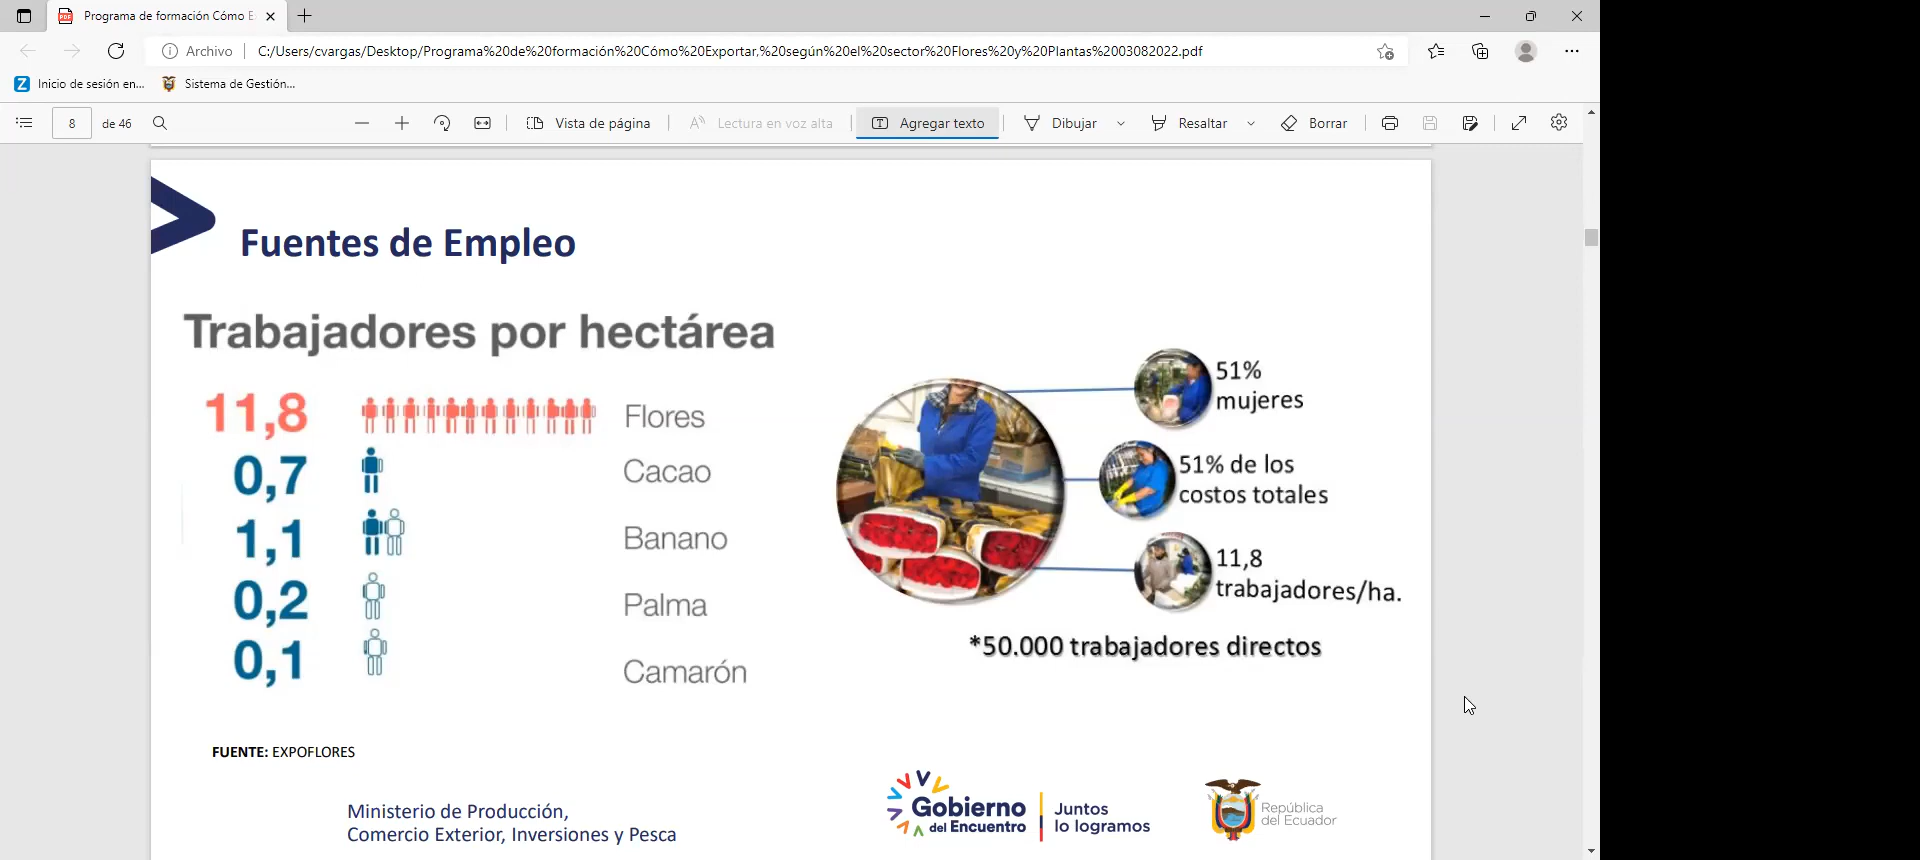 Programa de formación Cómo E
Archivo
C:/Users/cvargas/Desktop/Programa%20de%20formación%20Cómo%20Exportar,%20según%20el%20sector%20Flores%20y%20Plantas%2003082022.pdf
Inicio de sesión en...
Sistema de Gestión...
8 de 46
Vista de página
Lectura en voz alta
Agregar texto
Dibujar
Resaltar
Borrar
Fuentes de Empleo
Trabajadores por hectárea
11,8 Flores
0,7 Cacao
1,1 Banano
0,2 Palma
0,1 Camarón
51%
mujeres
51% de los
costos totales
11,8
trabajadores/ha.
*50.000 trabajadores directos
FUENTE: EXPOFLORES
Ministerio de Producción,
Comercio Exterior, Inversiones y Pesca
Gobierno
del Encuentro
Juntos
lo logramos
República
del Ecuador